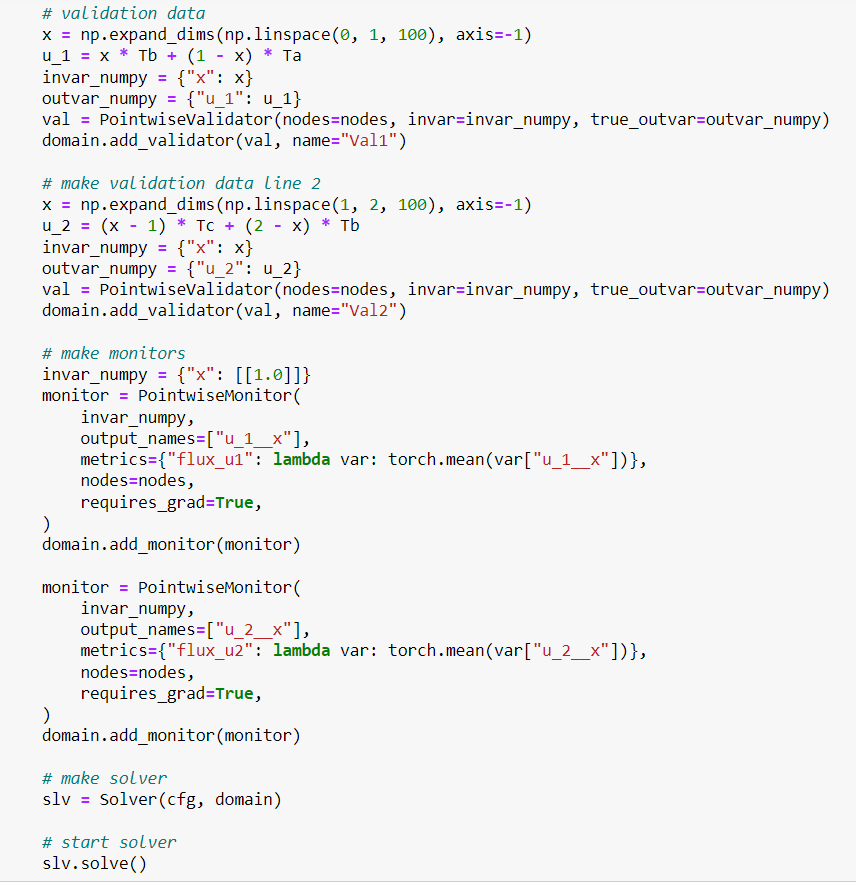 # validation data
x = np.expand_dims(np.linspace(0, 1, 100), axis=-1)
u_1 = x * Tb + (1 - x) * Ta
invar_numpy = {"x": x}
outvar_numpy = {"u_1": u_1}
val = PointwiseValidator(nodes=nodes, invar=invar_numpy, true_outvar=outvar_numpy)
domain.add_validator(val, name="Val1")

# make validation data line 2
x = np.expand_dims(np.linspace(1, 2, 100), axis=-1)
u_2 = (x - 1) * Tc + (2 - x) * Tb
invar_numpy = {"x": x}
outvar_numpy = {"u_2": u_2}
val = PointwiseValidator(nodes=nodes, invar=invar_numpy, true_outvar=outvar_numpy)
domain.add_validator(val, name="Val2")

# make monitors
invar_numpy = {"x": [[1.0]]}
monitor = PointwiseMonitor(
    invar_numpy,
    output_names=["u_1__x"],
    metrics={"flux_u1": lambda var: torch.mean(var["u_1__x"])},
    nodes=nodes,
    requires_grad=True,
)
domain.add_monitor(monitor)

monitor = PointwiseMonitor(
    invar_numpy,
    output_names=["u_2__x"],
    metrics={"flux_u2": lambda var: torch.mean(var["u_2__x"])},
    nodes=nodes,
    requires_grad=True,
)
domain.add_monitor(monitor)

# make solver
slv = Solver(cfg, domain)

# start solver
slv.solve()